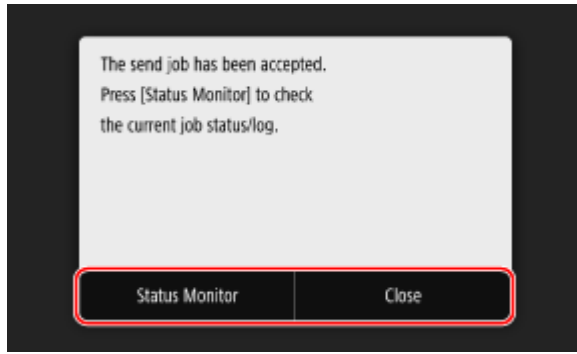 The send job has been accepted.
Press [Status Monitor] to check
the current job status/log.
Status Monitor
Close